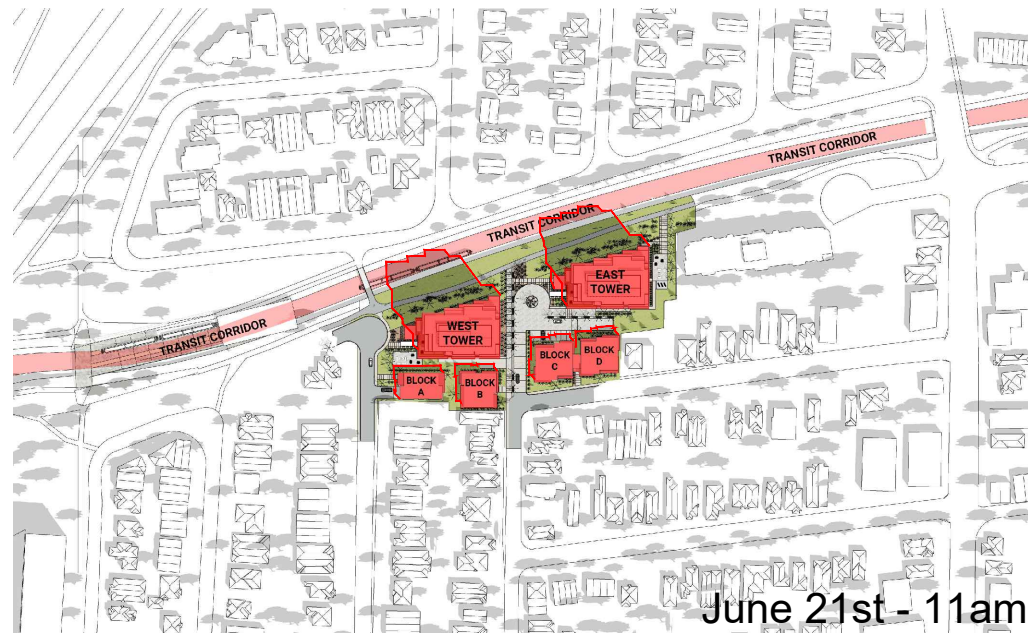 TRANSIT CORRIDOR
TRANSIT CORRIDOR
EAST
TOWER
TRANSIT CORRIDOR
WEST
TOWER
BLOCK
C
BLOCK
D
BLOCK
A
BLOCK
B
June 21st - 11am